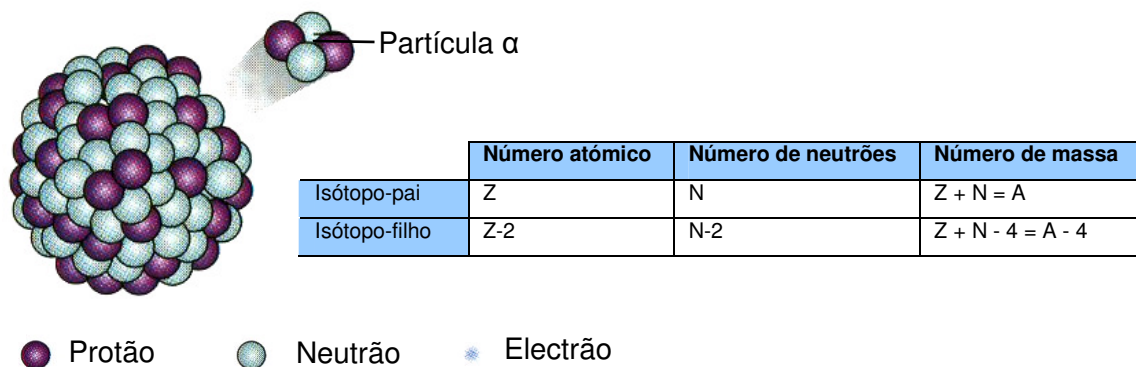 Partícula α
Número atómico Número de neutrões Número de massa
Isótopo-pai Z N Z + N = A
Isótopo-filho Z-2 N-2 Z + N - 4 = A - 4
Protão Neutrão Electrão